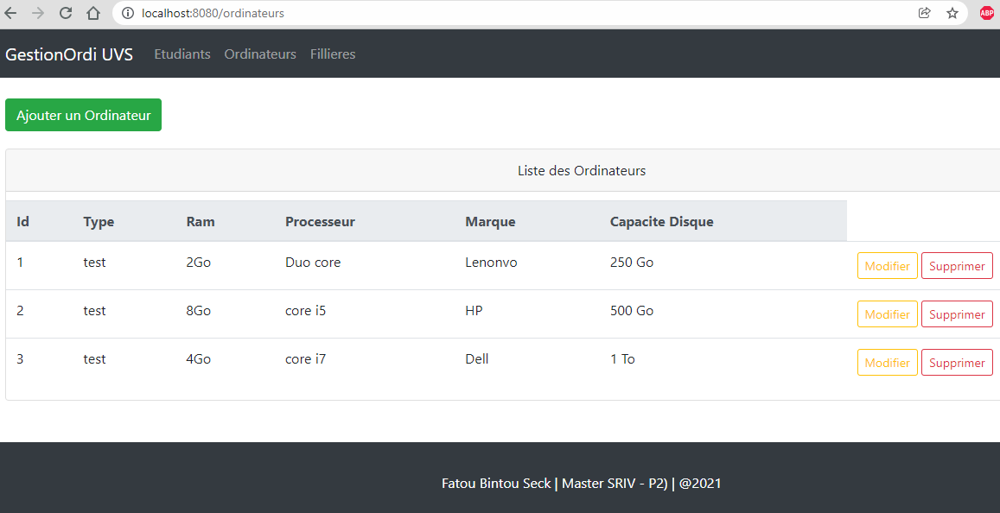 localhost:8080/ordinateurs
ABP
GestionOrdi UVS Etudiants Ordinateurs Fillieres
Ajouter un Ordinateur
Liste des Ordinateurs
Id Type Ram Processeur Marque Capacite Disque
1 test 2Go Duo core Lenonvo 250 Go Modifier Supprimer
2 test 8Go core i5 HP 500 Go Modifier Supprimer
3 test 4Go core i7 Dell 1 To Modifier Supprimer
Fatou Bintou Seck | Master SRIV - P2) | @2021